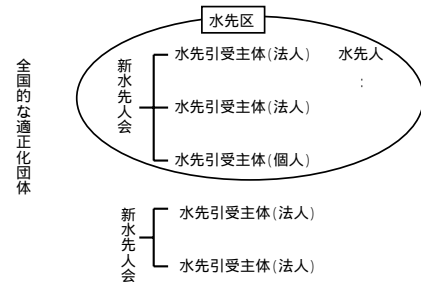 水先区
水先引受主体(法人) 水先人
:
新水先人会
水先引受主体(法人)
水先引受主体(個人)
全国的な適正化団体
水先引受主体(法人)
新水先人会
水先引受主体(法人)